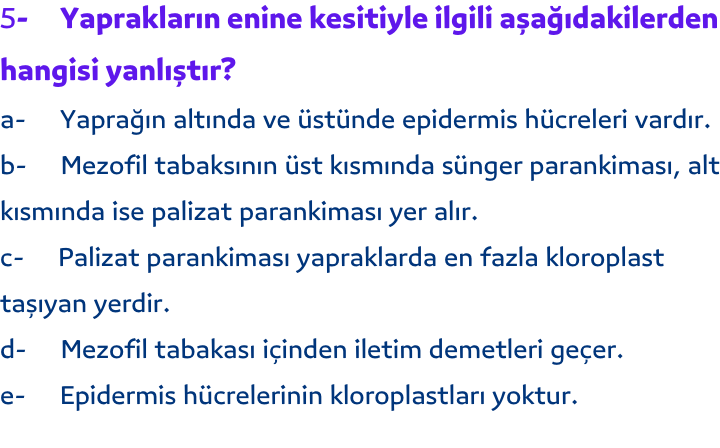 5- Yaprakların enine kesitiyle ilgili aşağıdakilerden
hangisi yanlıştır?
a- Yaprağın altında ve üstünde epidermis hücreleri vardır.
b- Mezofil tabaksının üst kısmında sünger parankiması, alt
kısmında ise palizat parankiması yer alır.
c- Palizat parankiması yapraklarda en fazla kloroplast
taşıyan yerdir.
d- Mezofil tabakası içinden iletim demetleri geçer.
e- Epidermis hücrelerinin kloroplastları yoktur.